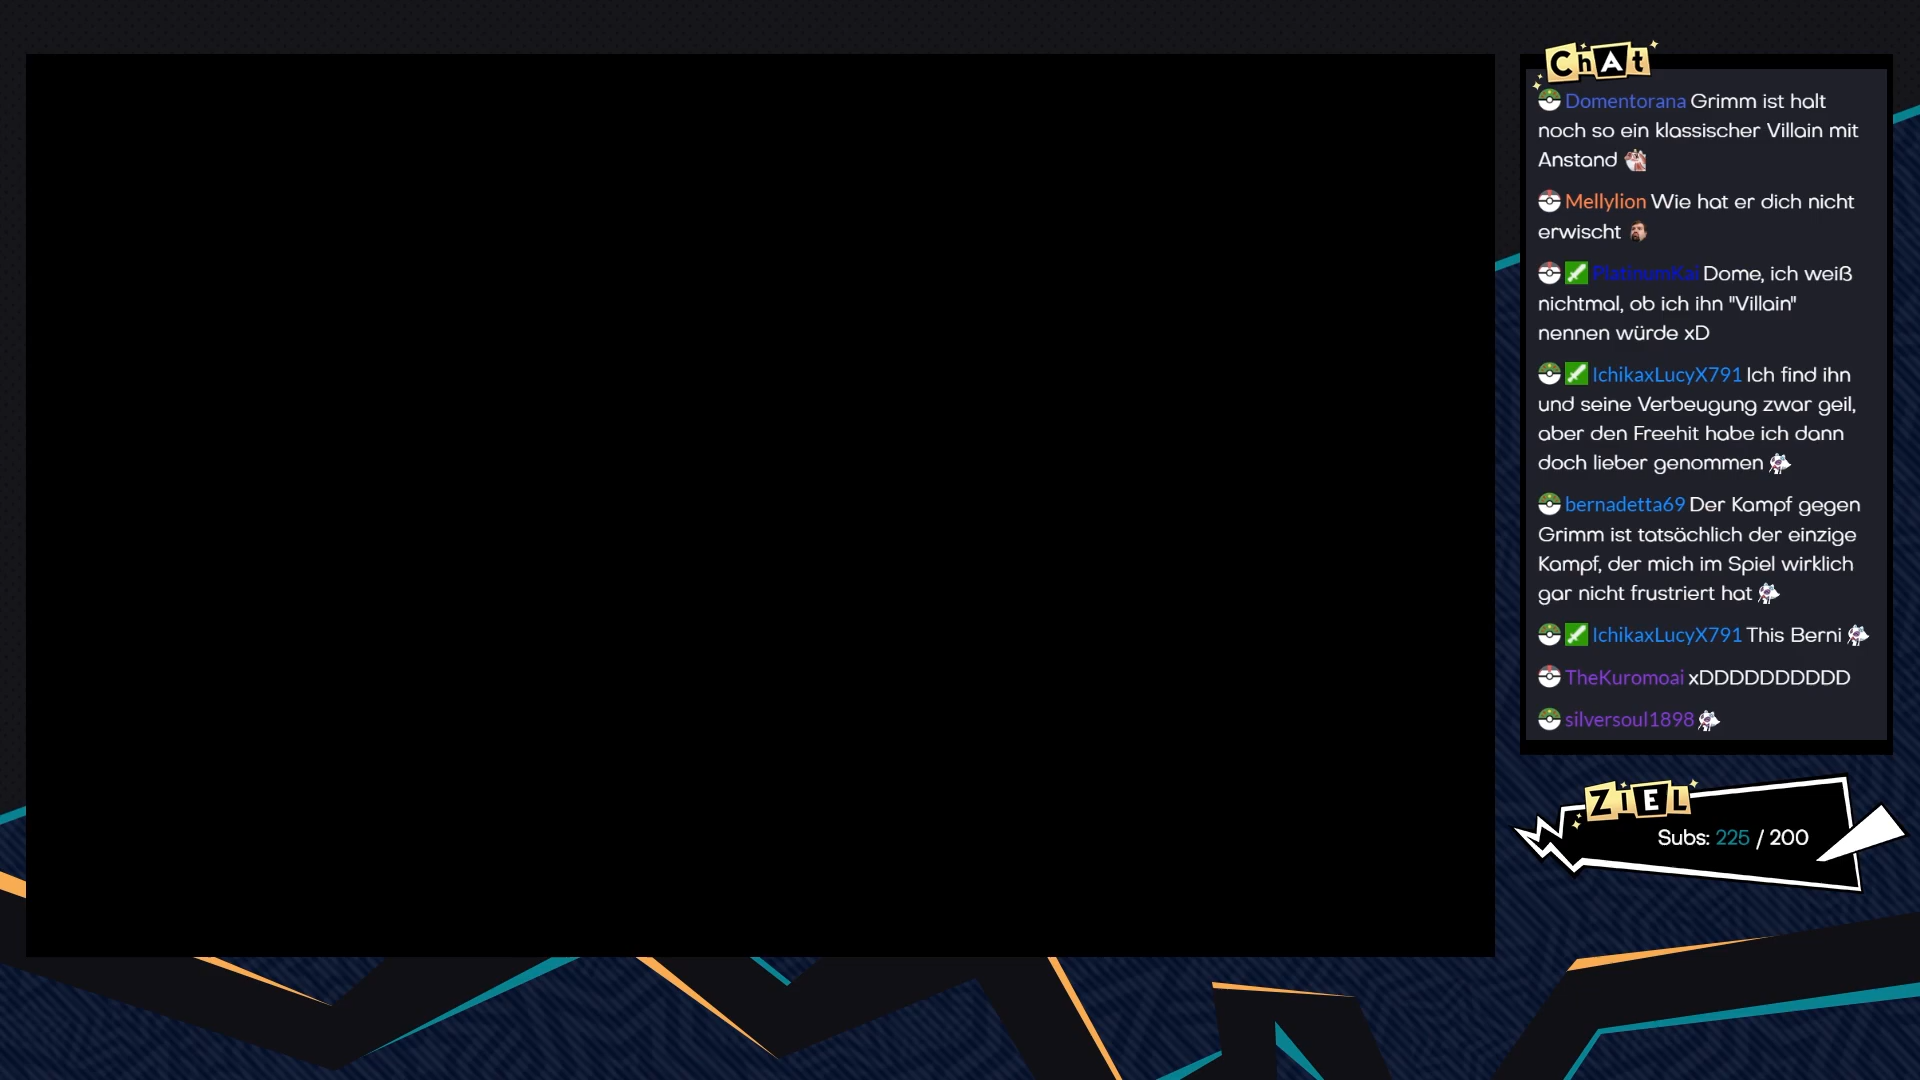 ChAt
Domentorana Grimm ist halt
noch so ein klassischer Villain mit
Anstand
Mellylion Wie hat er dich nicht
erwischt
PlatinumKai Dome, ich weiß
nichtmal, ob ich ihn "Villain"
nennen würde xD
IchikaxLucyX791 Ich find ihn
und seine Verbeugung zwar geil,
aber den Freehit habe ich dann
doch lieber genommen
bernadetta69 Der Kampf gegen
Grimm ist tatsächlich der einzige
Kampf, der mich im Spiel wirklich
gar nicht frustriert hat
IchikaxLucyX791 This Berni
TheKuromoai xDDDDDDDDDD
silversoul1898
ZIEL
Subs: 225 / 200